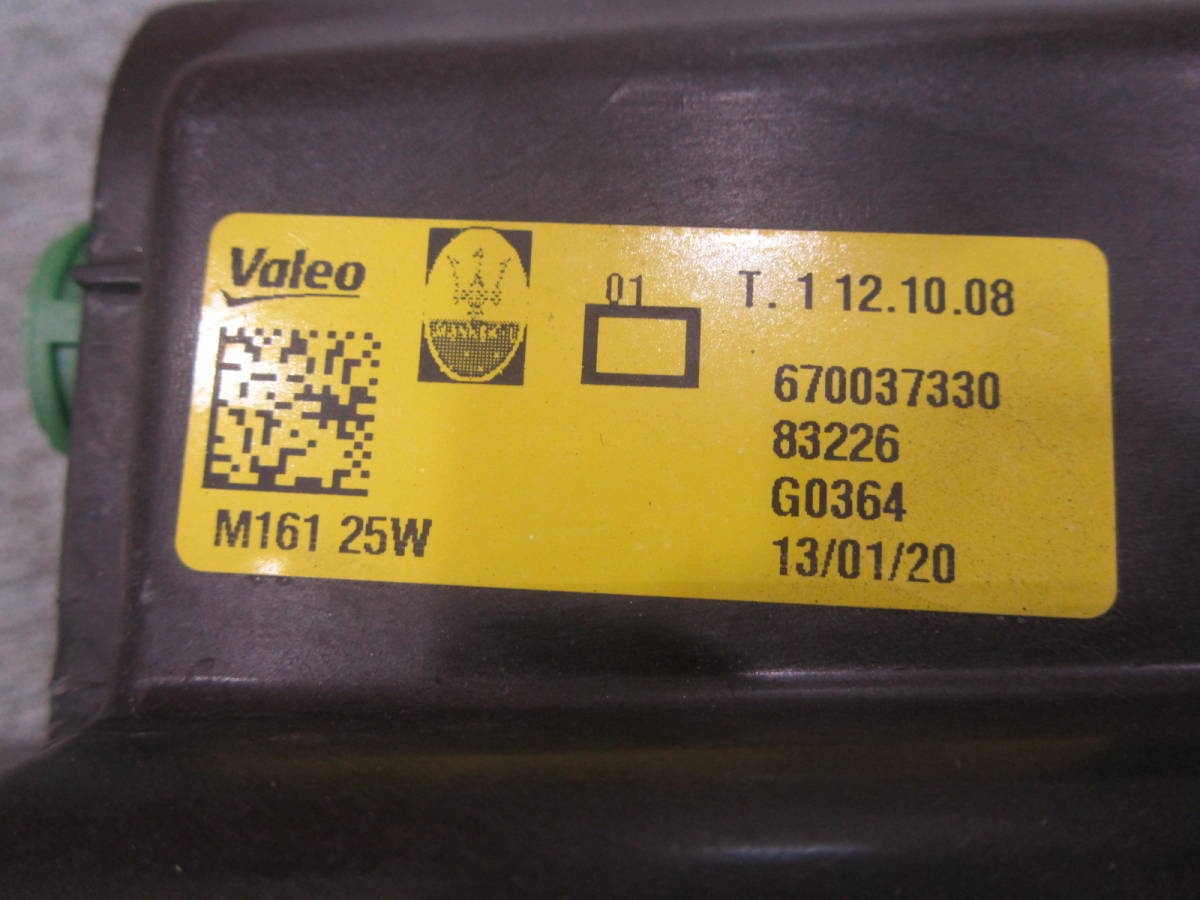 Valeo
01
T. 1 12.10.08
670037330
83226
G0364
13/01/20
M161 25W